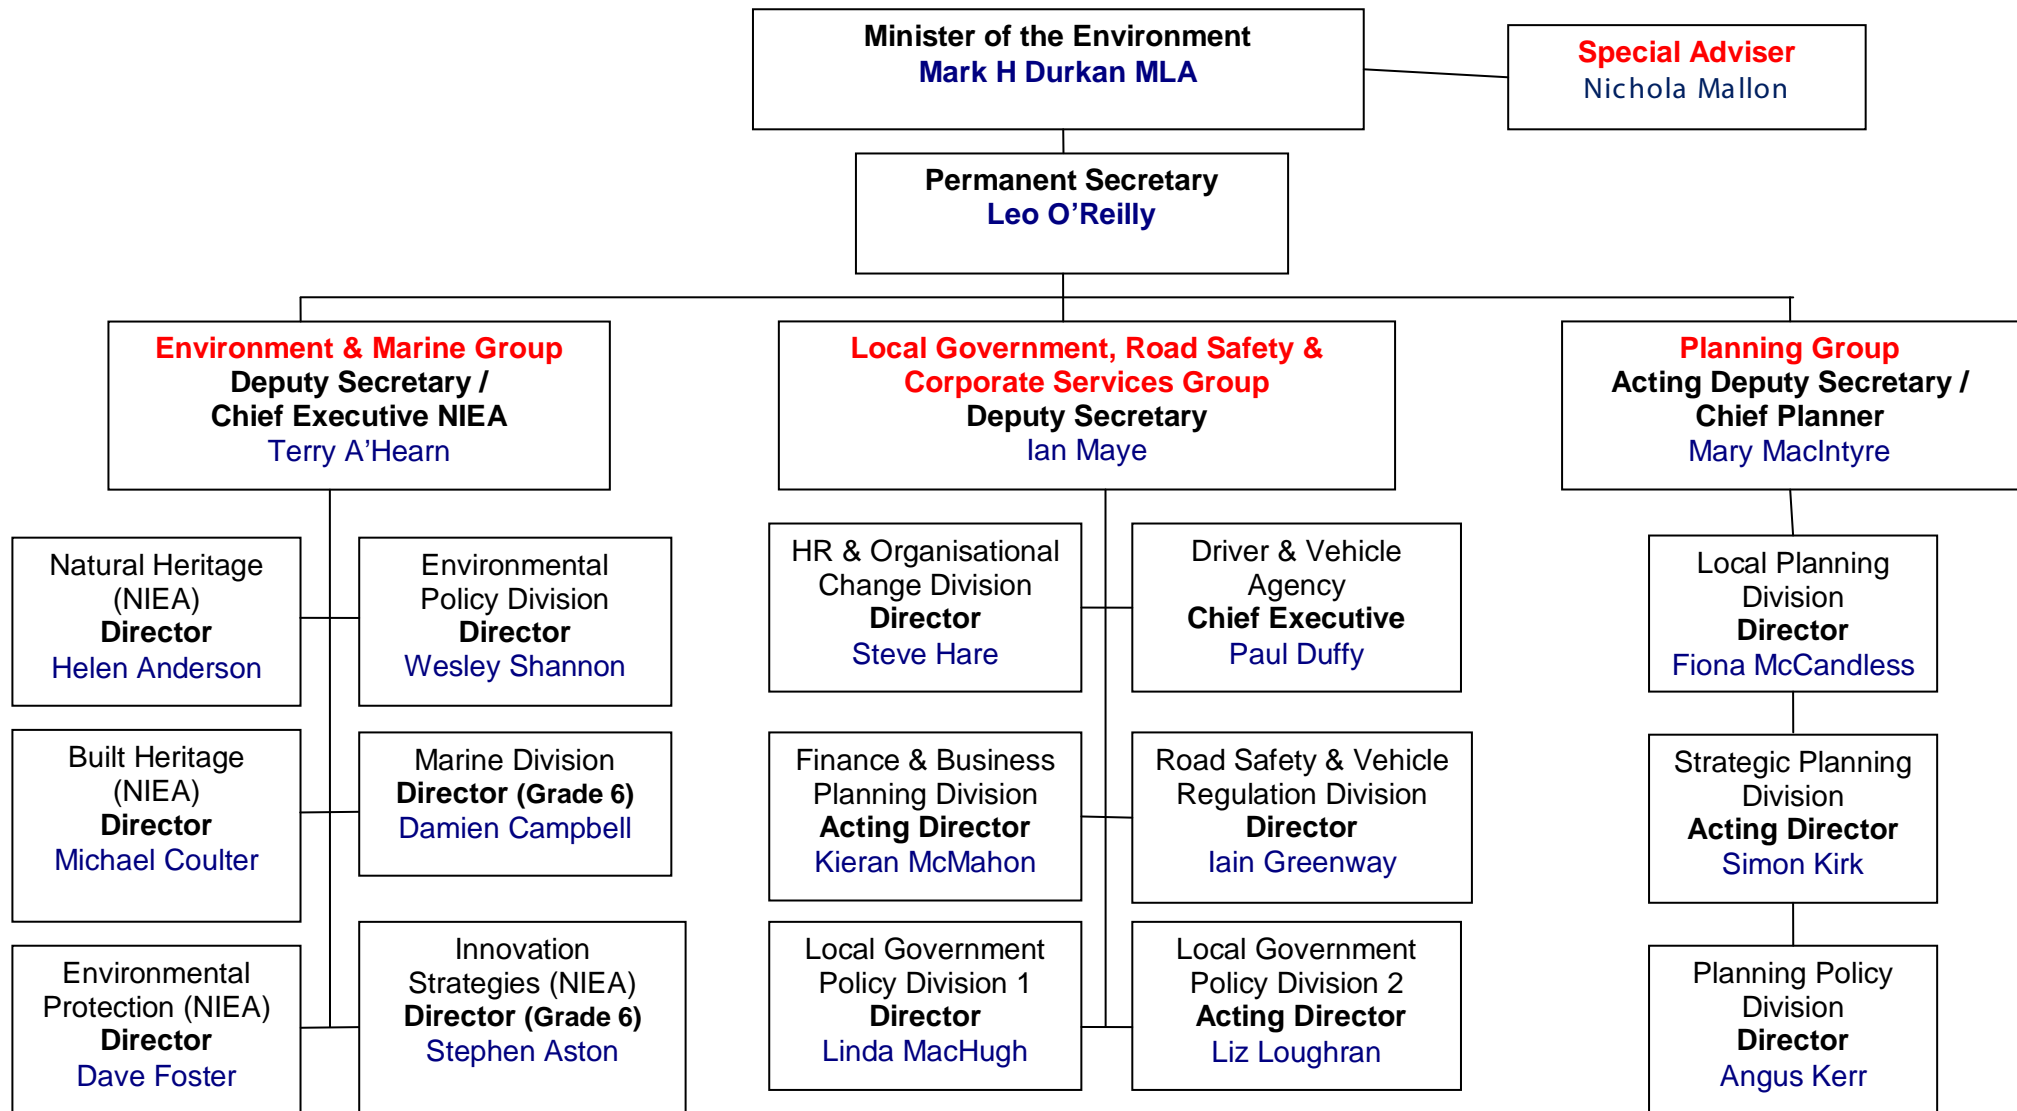 Minister of the Environment
Mark H Durkan MLA
Special Adviser
Nichola Mallon
Permanent Secretary
Leo O’Reilly
Environment & Marine Group
Deputy Secretary /
Chief Executive NIEA
Terry A’Hearn
Local Government, Road Safety &
Corporate Services Group
Deputy Secretary
Ian Maye
Planning Group
Acting Deputy Secretary /
Chief Planner
Mary MacIntyre
Natural Heritage
(NIEA)
Director
Helen Anderson
Environmental
Policy Division
Director
Wesley Shannon
HR & Organisational
Change Division
Director
Steve Hare
Driver & Vehicle
Agency
Chief Executive
Paul Duffy
Local Planning
Division
Director
Fiona McCandless
Built Heritage
(NIEA)
Director
Michael Coulter
Marine Division
Director (Grade 6)
Damien Campbell
Finance & Business
Planning Division
Acting Director
Kieran McMahon
Road Safety & Vehicle
Regulation Division
Director
Iain Greenway
Strategic Planning
Division
Acting Director
Simon Kirk
Environmental
Protection (NIEA)
Director
Dave Foster
Innovation
Strategies (NIEA)
Director (Grade 6)
Stephen Aston
Local Government
Policy Division 1
Director
Linda MacHugh
Local Government
Policy Division 2
Acting Director
Liz Loughran
Planning Policy
Division
Director
Angus Kerr